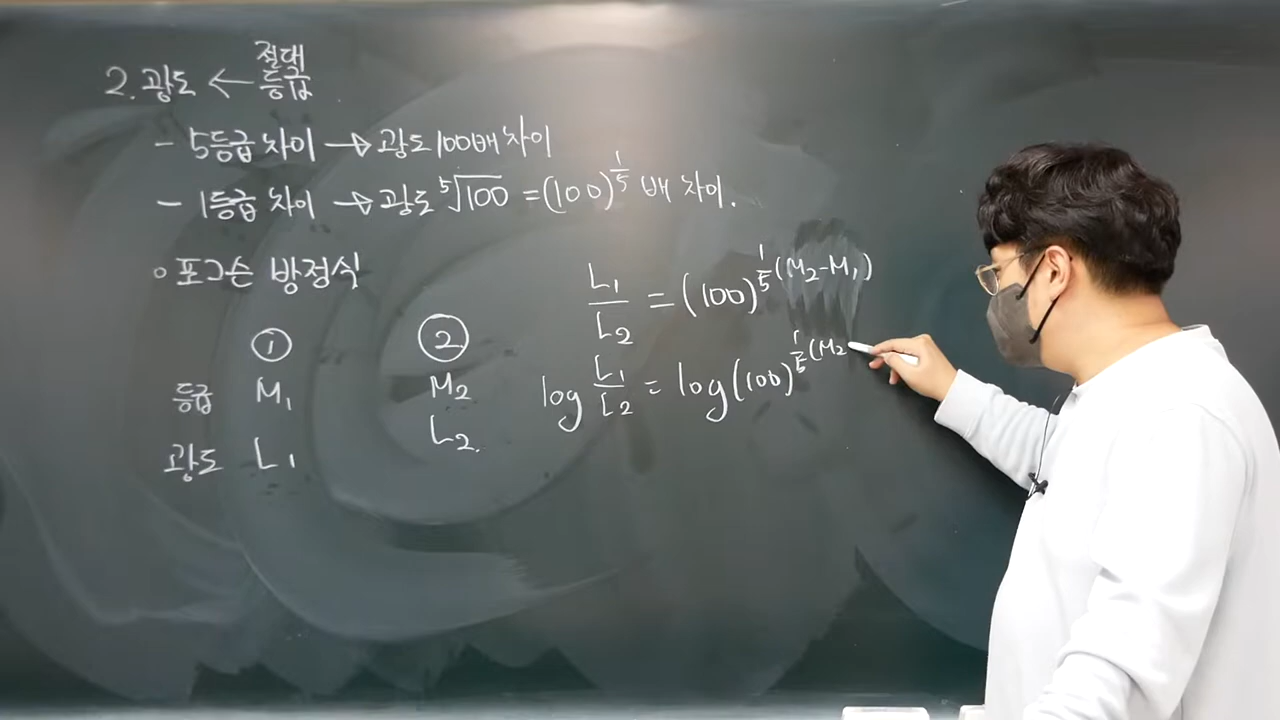 2. 광도 ← 절대등급
- 5등급 차이 → 광도 100배 차이
- 1등급 차이 → 광도 ⁵√100 = (100)^(1/5) 배 차이.
∘ 포그슨 방정식
① ②
등급 M₁ M₂
광도 L₁ L₂.
L₁/L₂ = (100)^(1/5(M₂-M₁))
log L₁/L₂ = log(100)^(1/5(M₂